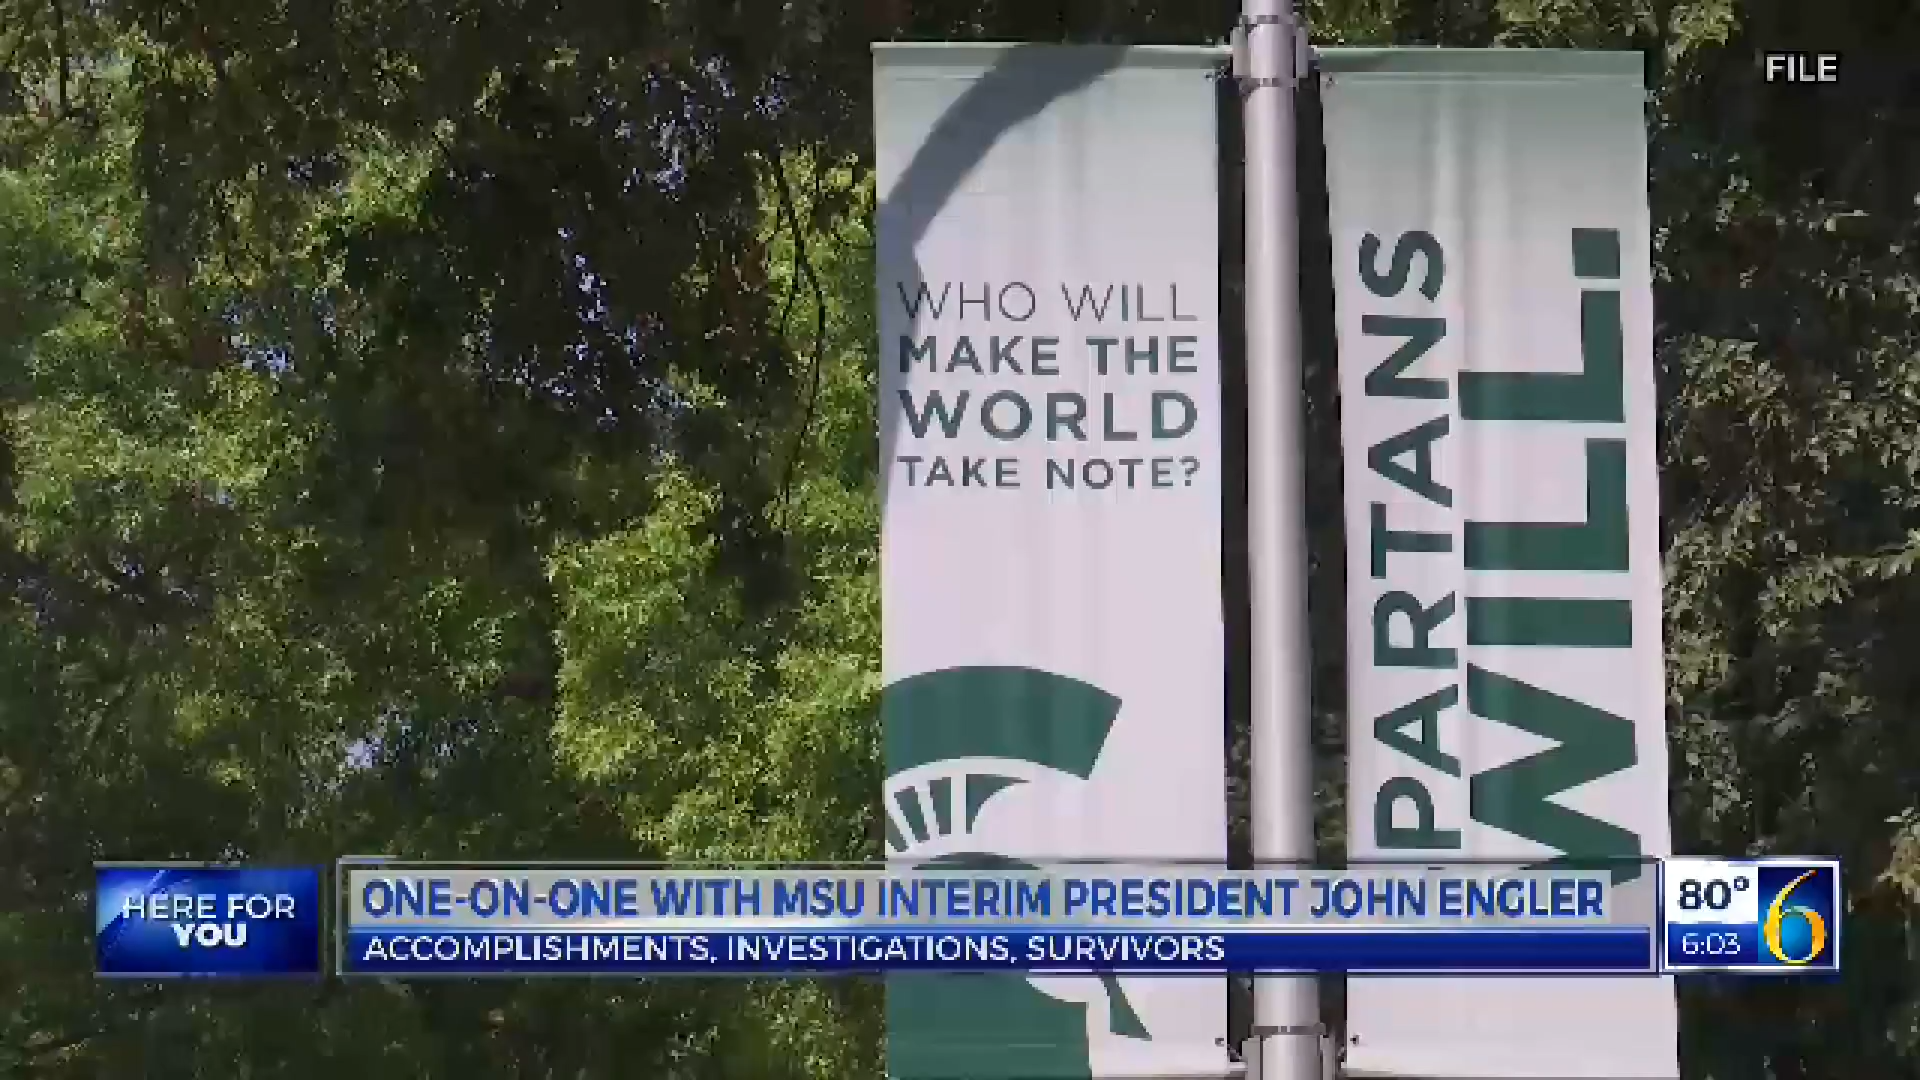 FILE
WHO WILL
MAKE THE
WORLD
TAKE NOTE?
PARTANS
WILL.
HERE FOR
YOU
ONE-ON-ONE WITH MSU INTERIM PRESIDENT JOHN ENGLER
ACCOMPLISHMENTS, INVESTIGATIONS, SURVIVORS
80°
6:03
6